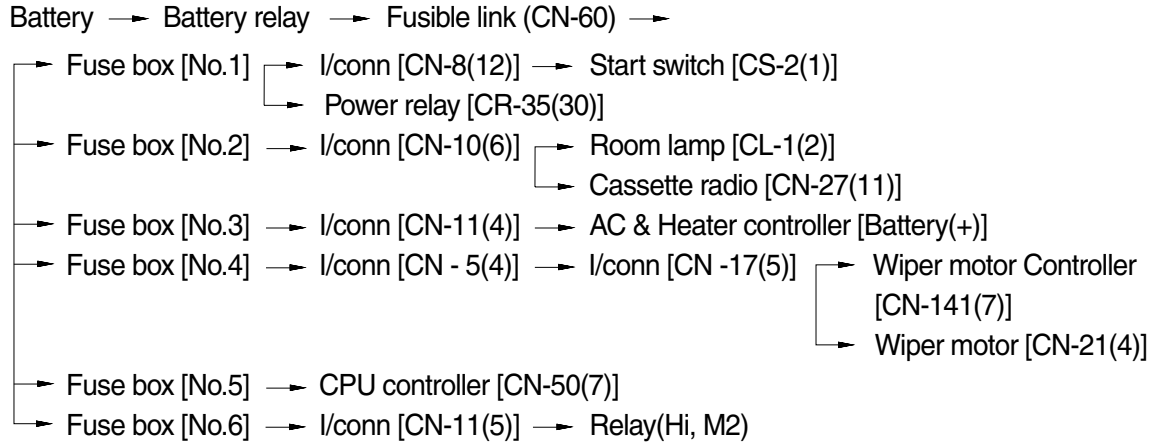 Battery → Battery relay → Fusible link (CN-60) →
Fuse box [No.1] → I/conn [CN-8(12)] → Start switch [CS-2(1)]
→ Power relay [CR-35(30)]
Fuse box [No.2] → I/conn [CN-10(6)] → Room lamp [CL-1(2)]
→ Cassette radio [CN-27(11)]
Fuse box [No.3] → I/conn [CN-11(4)] → AC & Heater controller [Battery(+)]
Fuse box [No.4] → I/conn [CN - 5(4)] → I/conn [CN -17(5)] → Wiper motor Controller
[CN-141(7)]
→ Wiper motor [CN-21(4)]
Fuse box [No.5] → CPU controller [CN-50(7)]
Fuse box [No.6] → I/conn [CN-11(5)] → Relay(Hi, M2)